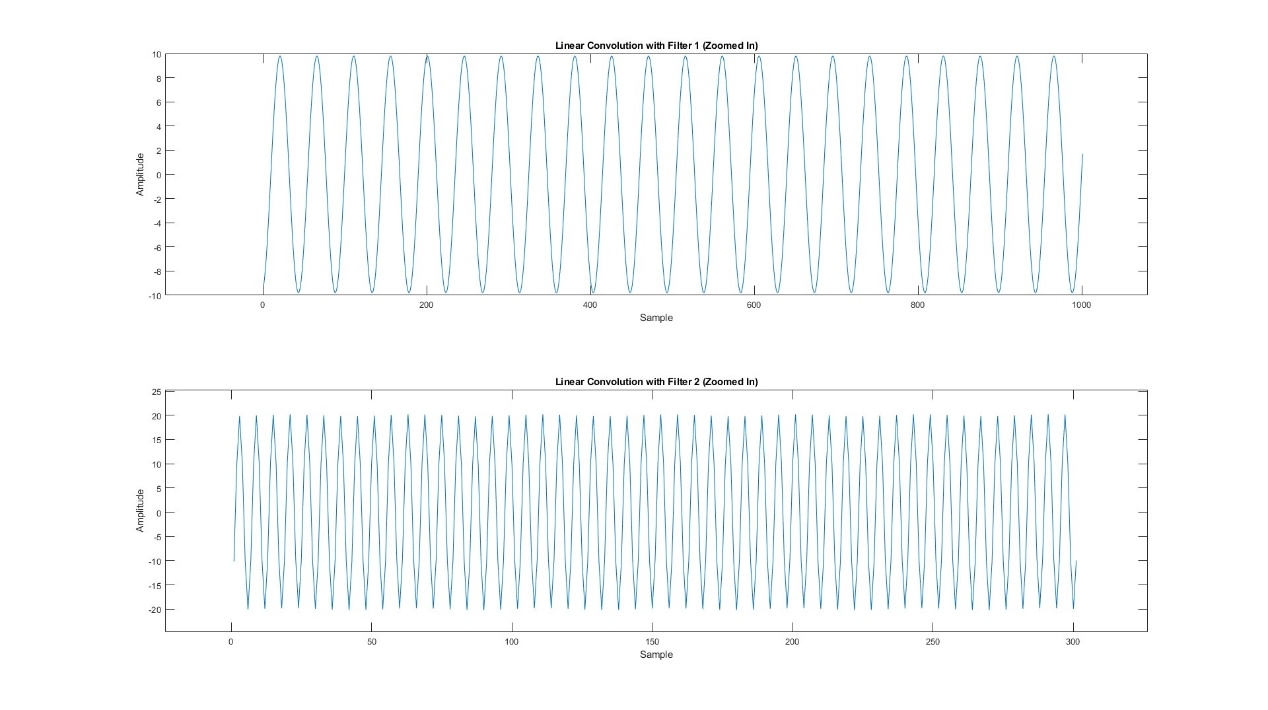 Linear Convolution with Filter 1 (Zoomed In)
10
8
6
4
2
0
-2
-4
-6
-8
-10
Amplitude
0 200 400 600 800 1000
Sample
Linear Convolution with Filter 2 (Zoomed In)
25
20
15
10
5
0
-5
-10
-15
-20
Amplitude
0 50 100 150 200 250 300
Sample